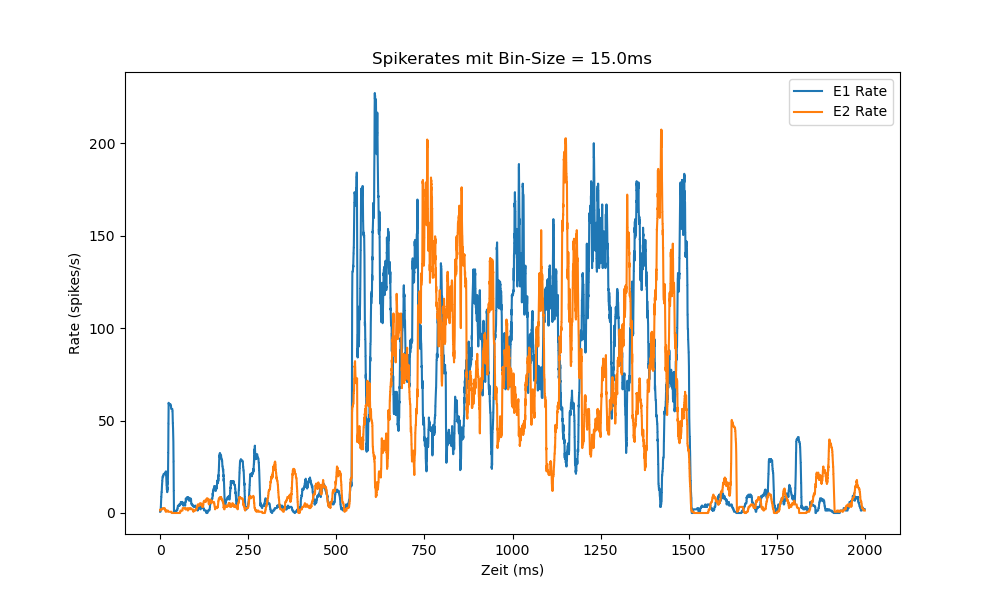 Spikerates mit Bin-Size = 15.0ms
E1 Rate
E2 Rate
200
150
100
50
0
Rate (spikes/s)
0 250 500 750 1000 1250 1500 1750 2000
Zeit (ms)